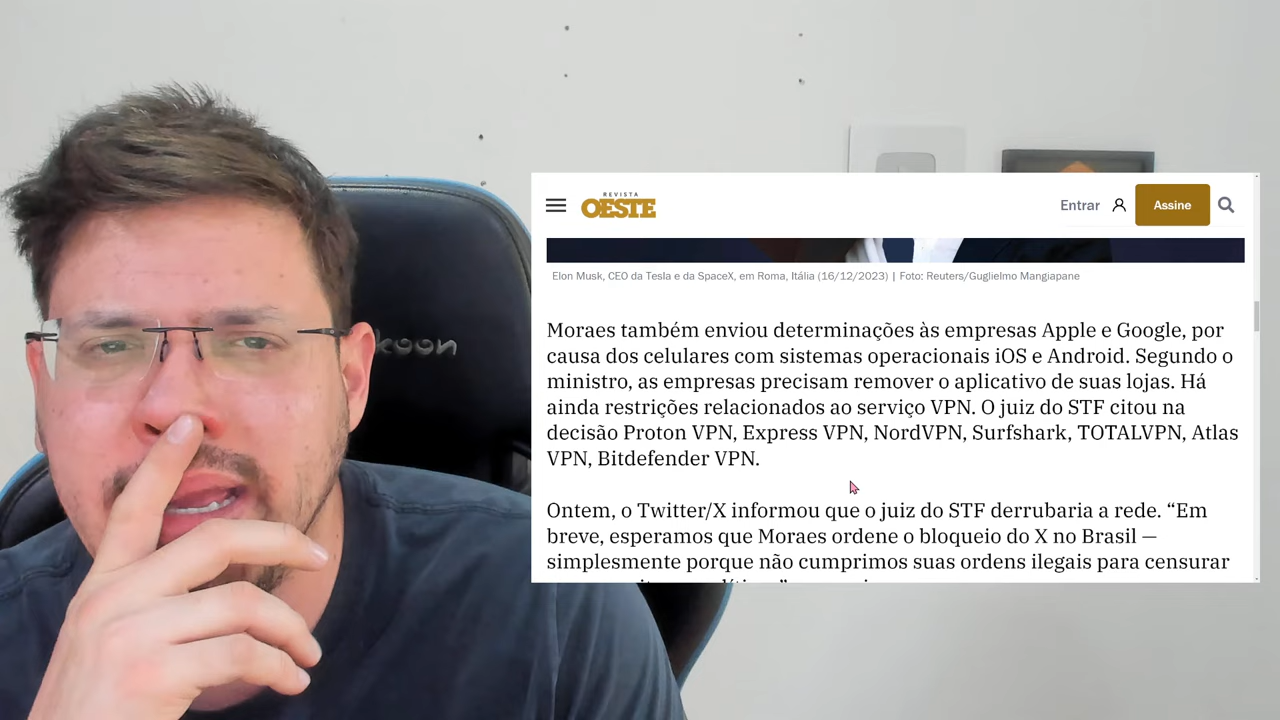 koon
REVISTA
OESTE
Entrar
Assine
Elon Musk, CEO da Tesla e da SpaceX, em Roma, Itália (16/12/2023) | Foto: Reuters/Guglielmo Mangiapane
Moraes também enviou determinações às empresas Apple e Google, por
causa dos celulares com sistemas operacionais iOS e Android. Segundo o
ministro, as empresas precisam remover o aplicativo de suas lojas. Há
ainda restrições relacionados ao serviço VPN. O juiz do STF citou na
decisão Proton VPN, Express VPN, NordVPN, Surfshark, TOTALVPN, Atlas
VPN, Bitdefender VPN.
Ontem, o Twitter/X informou que o juiz do STF derrubaria a rede. “Em
breve, esperamos que Moraes ordene o bloqueio do X no Brasil —
simplesmente porque não cumprimos suas ordens ilegais para censurar